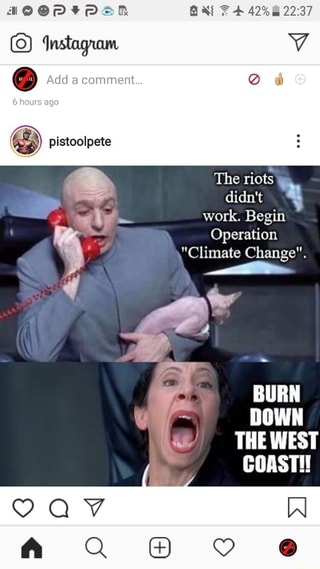 42% 22:37
Instagram
Add a comment...
6 hours ago
pistoolpete
The riots
didn't
work. Begin
Operation
"Climate Change".
BURN
DOWN
THE WEST
COAST!!